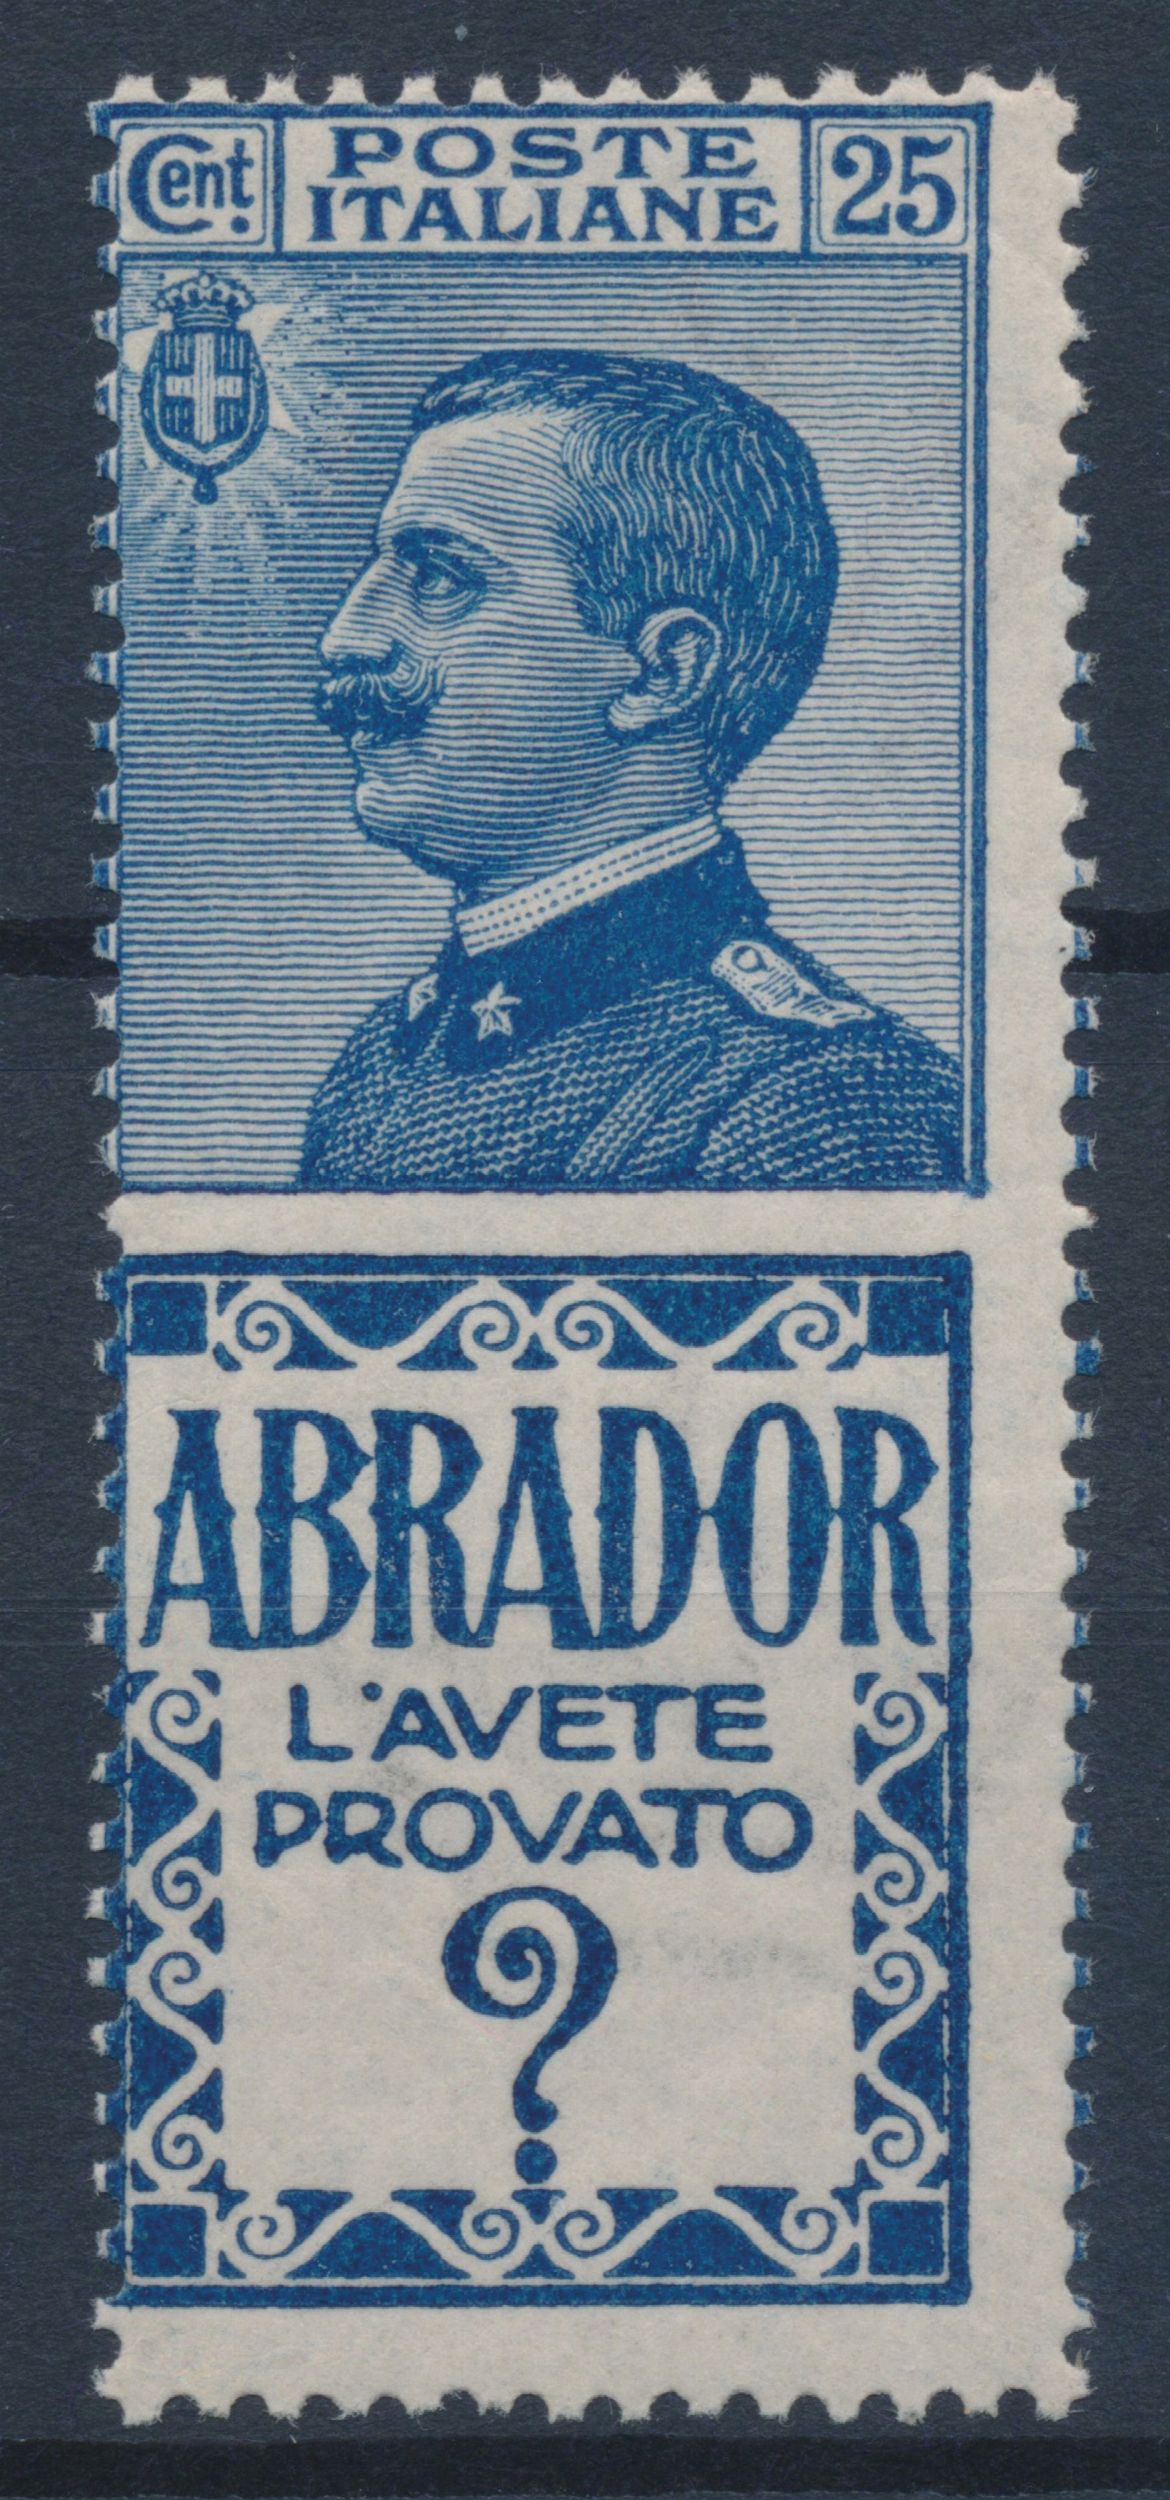 Cent. POSTE ITALIANE 25
ABRADOR
L'AVETE
PROVATO
?